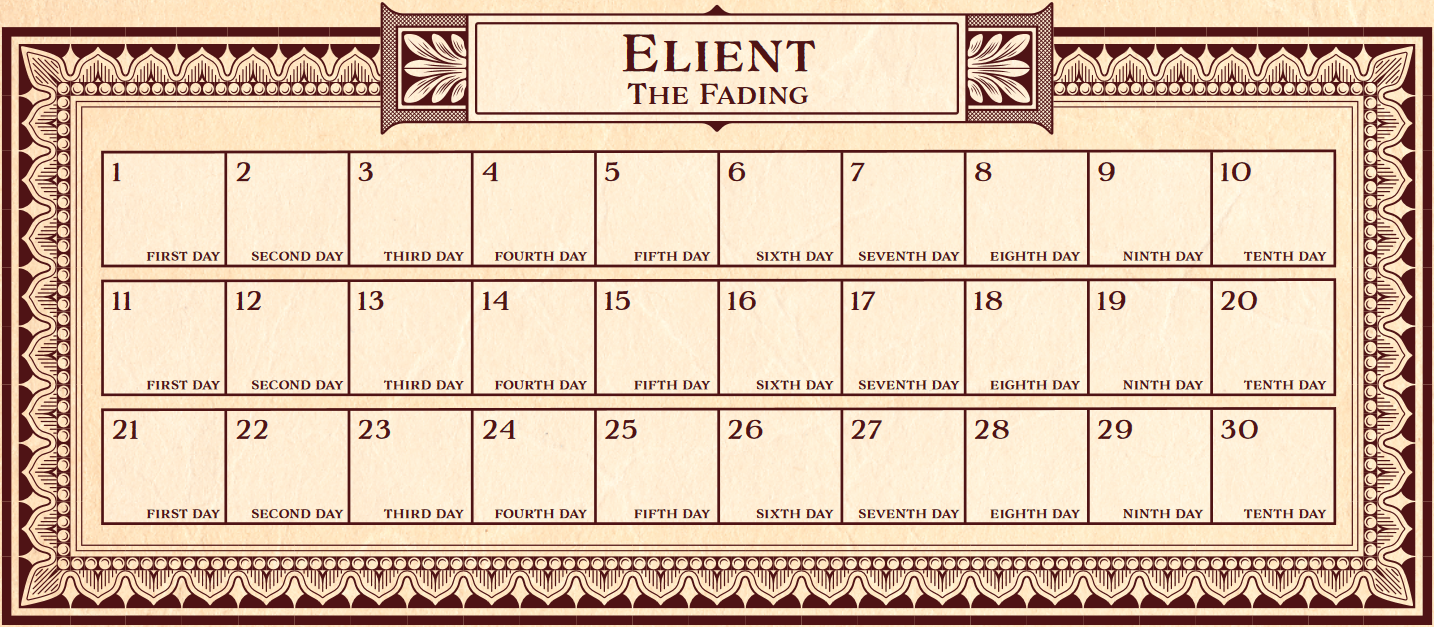 Elient
The Fading
1 2 3 4 5 6 7 8 9 10
First Day Second Day Third Day Fourth Day Fifth Day Sixth Day Seventh Day Eighth Day Ninth Day Tenth Day
11 12 13 14 15 16 17 18 19 20
First Day Second Day Third Day Fourth Day Fifth Day Sixth Day Seventh Day Eighth Day Ninth Day Tenth Day
21 22 23 24 25 26 27 28 29 30
First Day Second Day Third Day Fourth Day Fifth Day Sixth Day Seventh Day Eighth Day Ninth Day Tenth Day